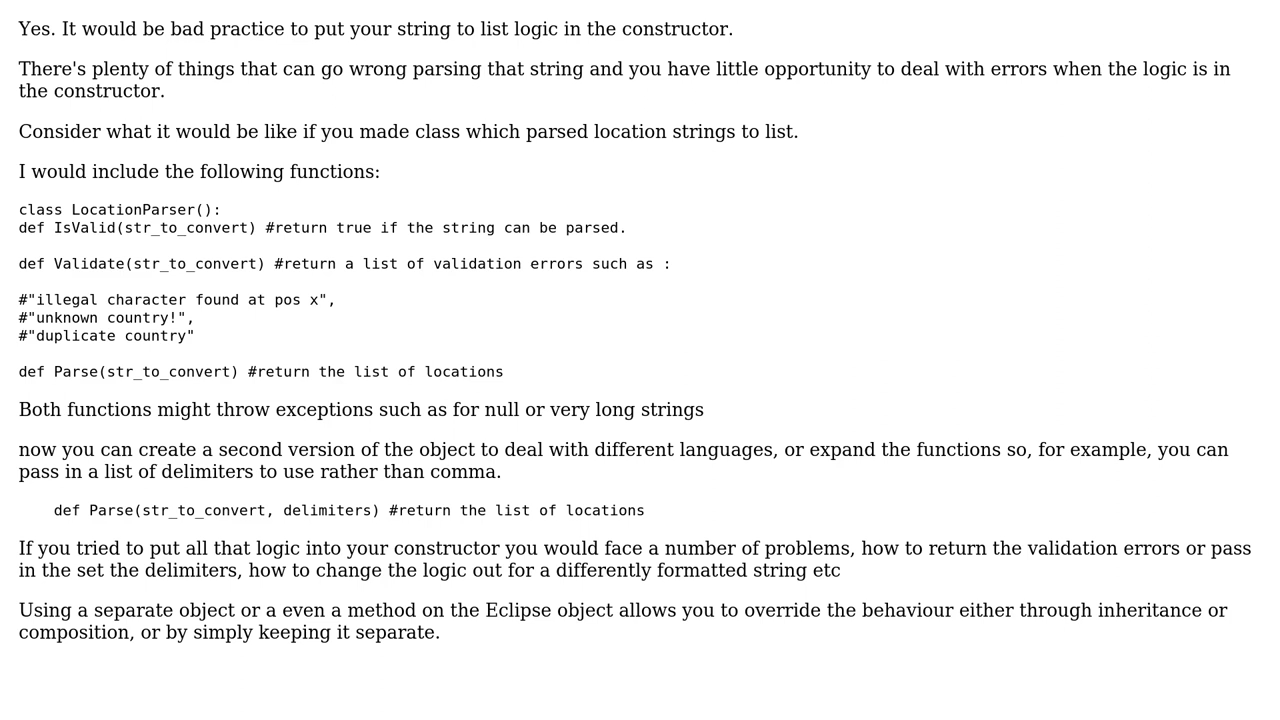 Yes. It would be bad practice to put your string to list logic in the constructor.
There's plenty of things that can go wrong parsing that string and you have little opportunity to deal with errors when the logic is in
the constructor.
Consider what it would be like if you made class which parsed location strings to list.
I would include the following functions:
class LocationParser():
def IsValid(str_to_convert) #return true if the string can be parsed.
def Validate(str_to_convert) #return a list of validation errors such as :
#"illegal character found at pos x",
#"unknown country!",
#"duplicate country"
def Parse(str_to_convert) #return the list of locations
Both functions might throw exceptions such as for null or very long strings
now you can create a second version of the object to deal with different languages, or expand the functions so, for example, you can
pass in a list of delimiters to use rather than comma.
    def Parse(str_to_convert, delimiters) #return the list of locations
If you tried to put all that logic into your constructor you would face a number of problems, how to return the validation errors or pass
in the set the delimiters, how to change the logic out for a differently formatted string etc
Using a separate object or a even a method on the Eclipse object allows you to override the behaviour either through inheritance or
composition, or by simply keeping it separate.